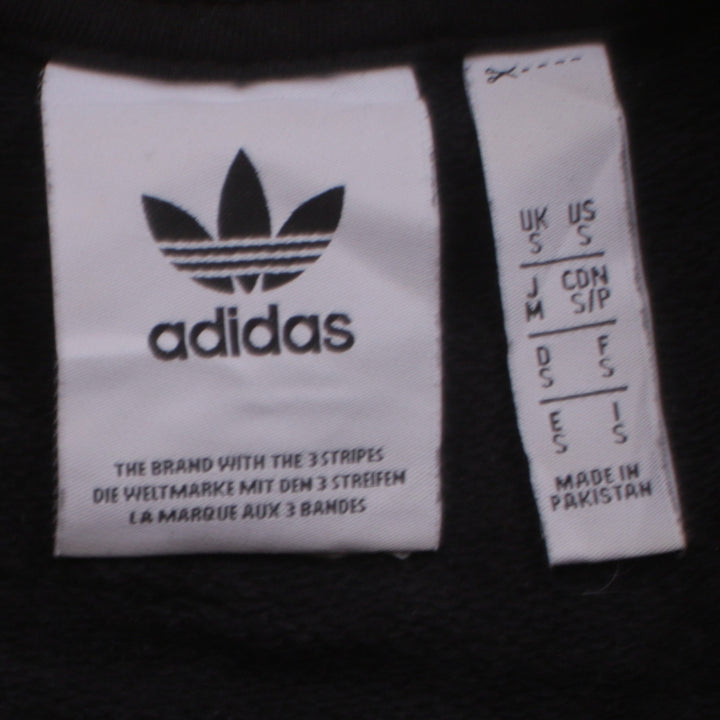 adidas
THE BRAND WITH THE 3 STRIPES
DIE WELTMARKE MIT DEN 3 STREIFEN
LA MARQUE AUX 3 BANDES
UK US
S S
J CDN
M S/P
D F
S S
E I
S S
MADE IN
PAKISTAN